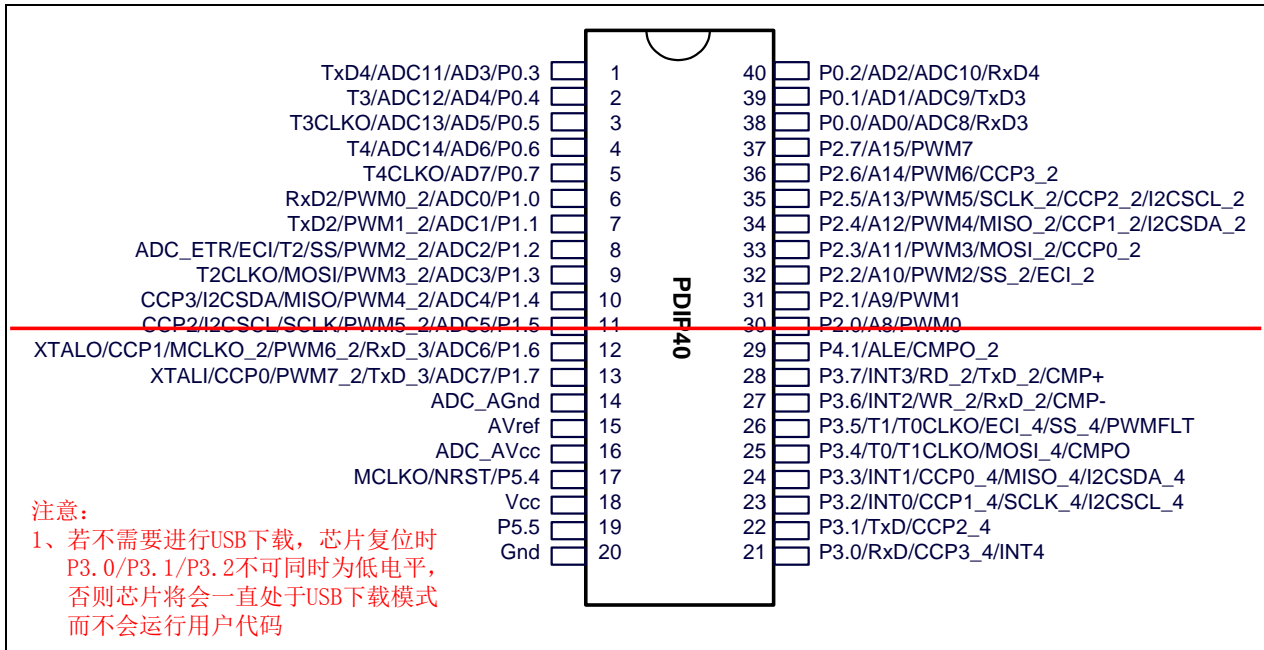 TxD4/ADC11/AD3/P0.3 1 40 P0.2/AD2/ADC10/RxD4
T3/ADC12/AD4/P0.4 2 39 P0.1/AD1/ADC9/TxD3
T3CLKO/ADC13/AD5/P0.5 3 38 P0.0/AD0/ADC8/RxD3
T4/ADC14/AD6/P0.6 4 37 P2.7/A15/PWM7
T4CLKO/AD7/P0.7 5 36 P2.6/A14/PWM6/CCP3_2
RxD2/PWM0_2/ADC0/P1.0 6 35 P2.5/A13/PWM5/SCLK_2/CCP2_2/I2CSCL_2
TxD2/PWM1_2/ADC1/P1.1 7 34 P2.4/A12/PWM4/MISO_2/CCP1_2/I2CSDA_2
ADC_ETR/ECI/T2/SS/PWM2_2/ADC2/P1.2 8 33 P2.3/A11/PWM3/MOSI_2/CCP0_2
T2CLKO/MOSI/PWM3_2/ADC3/P1.3 9 32 P2.2/A10/PWM2/SS_2/ECI_2
CCP3/I2CSDA/MISO/PWM4_2/ADC4/P1.4 10 31 P2.1/A9/PWM1
CCP2/I2CSCL/SCLK/PWM5_2/ADC5/P1.5 11 30 P2.0/A8/PWM0
XTALO/CCP1/MCLKO_2/PWM6_2/RxD_3/ADC6/P1.6 12 29 P4.1/ALE/CMPO_2
XTALI/CCP0/PWM7_2/TxD_3/ADC7/P1.7 13 28 P3.7/INT3/RD_2/TxD_2/CMP+
ADC_AGnd 14 27 P3.6/INT2/WR_2/RxD_2/CMP-
AVref 15 26 P3.5/T1/T0CLKO/ECI_4/SS_4/PWMFLT
ADC_AVcc 16 25 P3.4/T0/T1CLKO/MOSI_4/CMPO
MCLKO/NRST/P5.4 17 24 P3.3/INT1/CCP0_4/MISO_4/I2CSDA_4
Vcc 18 23 P3.2/INT0/CCP1_4/SCLK_4/I2CSCL_4
P5.5 19 22 P3.1/TxD/CCP2_4
Gnd 20 21 P3.0/RxD/CCP3_4/INT4
PDIP40
注意:
1、若不需要进行USB下载，芯片复位时
P3.0/P3.1/P3.2不可同时为低电平，
否则芯片将会一直处于USB下载模式
而不会运行用户代码